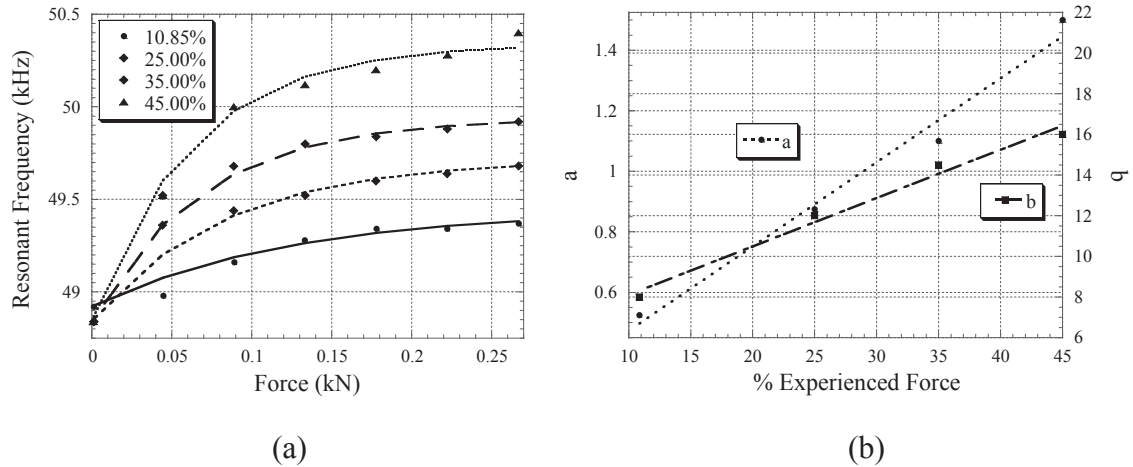 50.5
50
49.5
49
Resonant Frequency (kHz)
10.85%
25.00%
35.00%
45.00%
0 0.05 0.1 0.15 0.2 0.25
Force (kN)
(a)
1.4
1.2
1
0.8
0.6
a
a
b
22
20
18
16
14
12
10
8
6
b
10 15 20 25 30 35 40 45
% Experienced Force
(b)